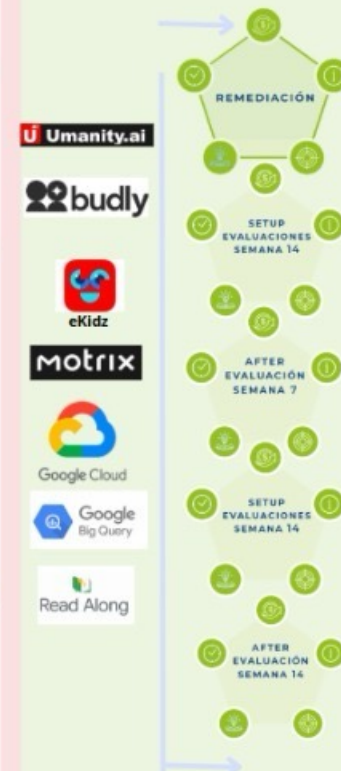 REMEDIACIÓN
Umanity.ai
budly
SETUP
EVALUACIONES
SEMANA 14
eKidz
motrix
AFTER
EVALUACIÓN
SEMANA 7
Google Cloud
Google
Big Query
SETUP
EVALUACIONES
SEMANA 14
Read Along
AFTER
EVALUACIÓN
SEMANA 14